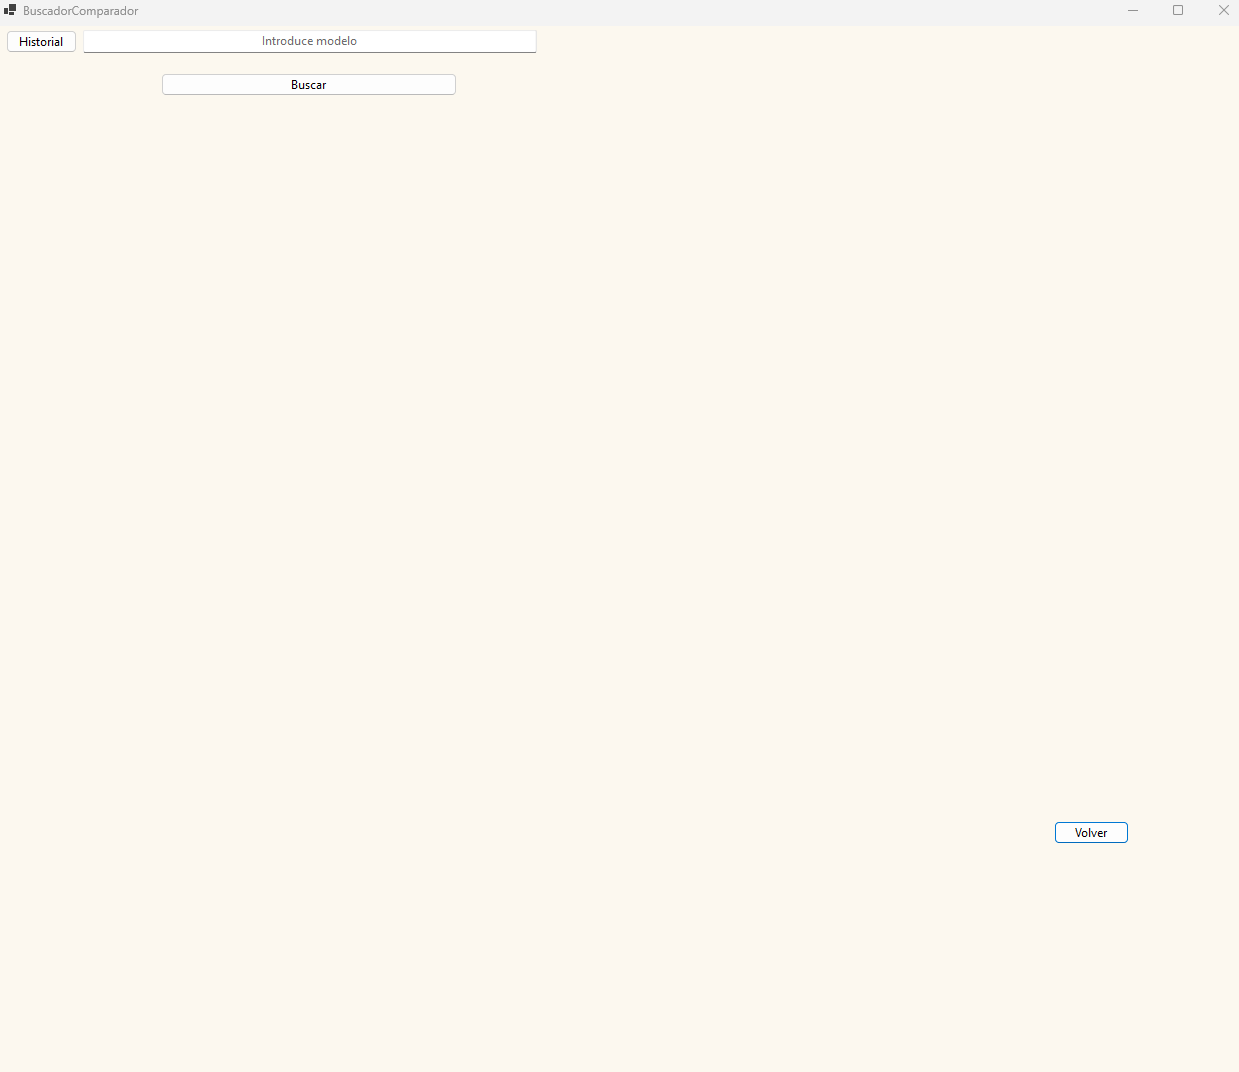 BuscadorComparador
Historial
Introduce modelo
Buscar
Volver